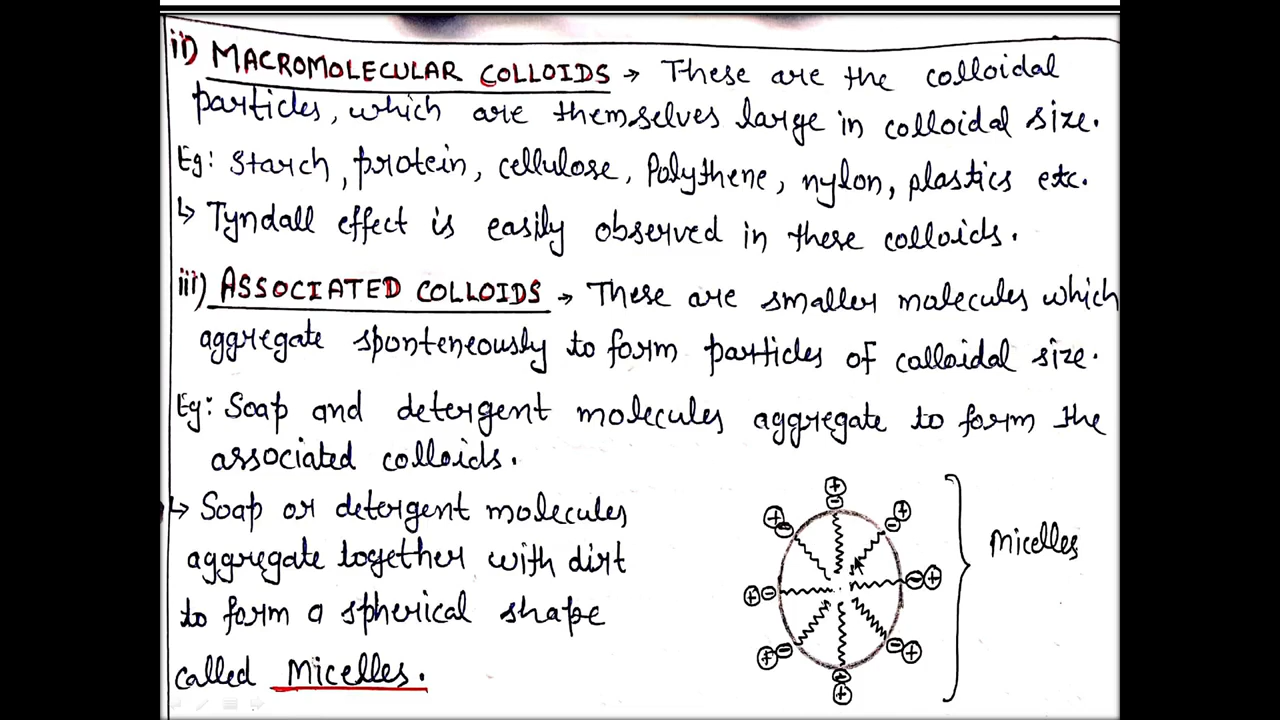 ii) MACROMOLECULAR COLLOIDS → These are the colloidal
particles, which are themselves large in colloidal size.
Eg: Starch, protein, cellulose, Polythene, nylon, plastics etc.
↳ Tyndall effect is easily observed in these colloids.
iii) ASSOCIATED COLLOIDS → These are smaller molecules which
aggregate sponteneously to form particles of colloidal size.
Eg: Soap and detergent molecules aggregate to form the
associated colloids.
↳ Soap or detergent molecules
aggregate together with dirt
to form a spherical shape
called Micelles.
Micelles